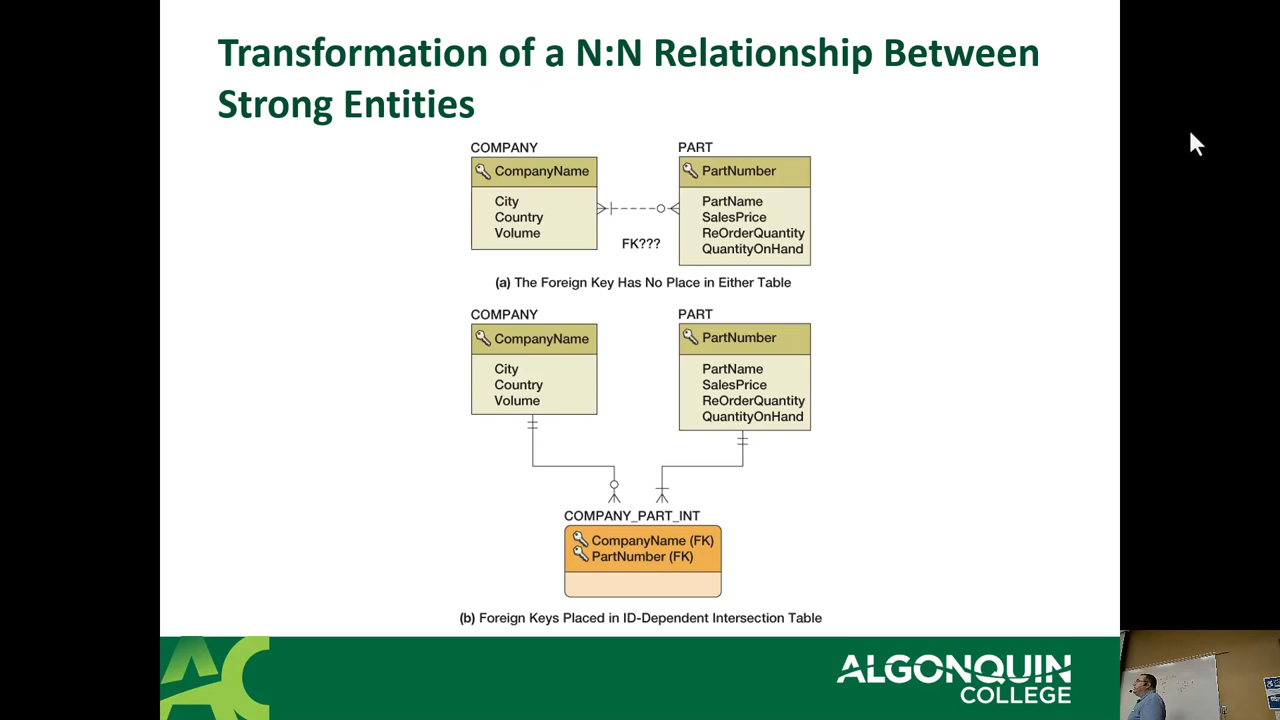 Transformation of a N:N Relationship Between
Strong Entities
COMPANY
CompanyName
City
Country
Volume
FK???
PART
PartNumber
PartName
SalesPrice
ReOrderQuantity
QuantityOnHand
(a) The Foreign Key Has No Place in Either Table
COMPANY
CompanyName
City
Country
Volume
PART
PartNumber
PartName
SalesPrice
ReOrderQuantity
QuantityOnHand
COMPANY_PART_INT
CompanyName (FK)
PartNumber (FK)
(b) Foreign Keys Placed in ID-Dependent Intersection Table
AC
ALGONQUIN
COLLEGE